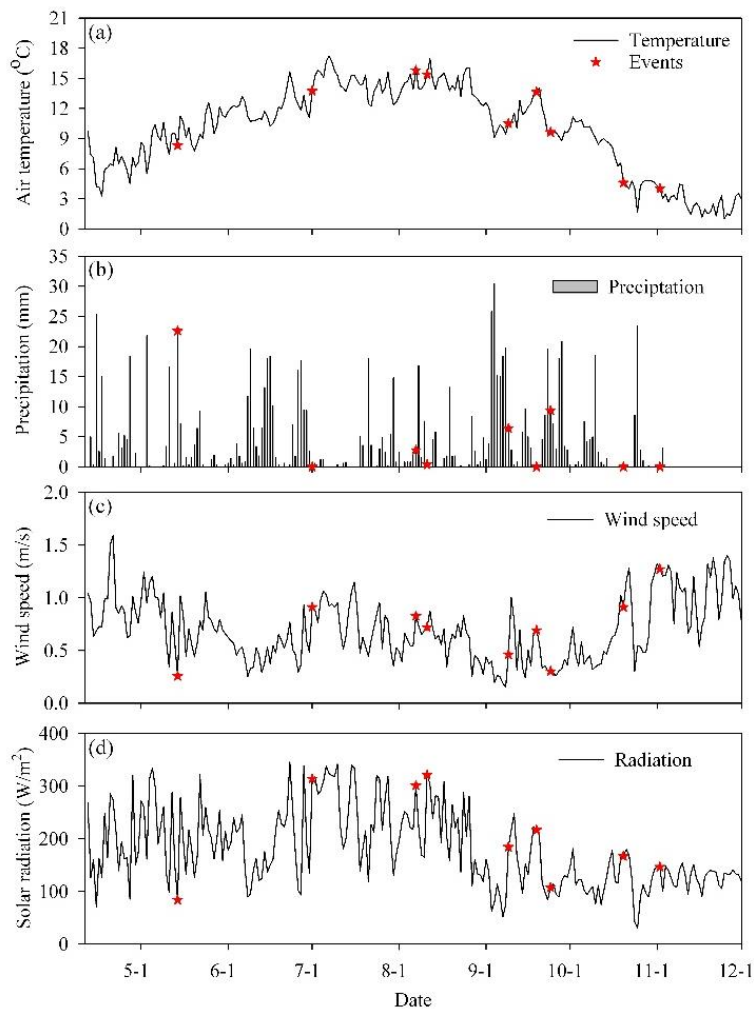 (a)
Temperature
Events
Air temperature (°C)
21
18
15
12
9
6
3
0
(b)
Preciptation
Precipitation (mm)
35
30
25
20
15
10
5
0
(c)
Wind speed
Wind speed (m/s)
2.0
1.5
1.0
0.5
0.0
(d)
Radiation
Solar radiation (W/m²)
400
300
200
100
0
5-1 6-1 7-1 8-1 9-1 10-1 11-1 12-1
Date